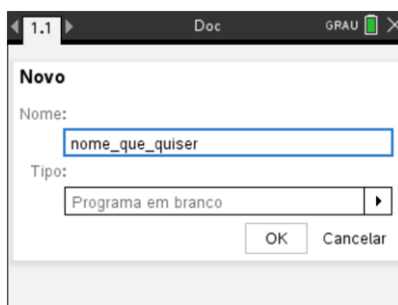 1.1 Doc GRAU
Novo
Nome:
nome_que_quiser
Tipo:
Programa em branco
OK Cancelar